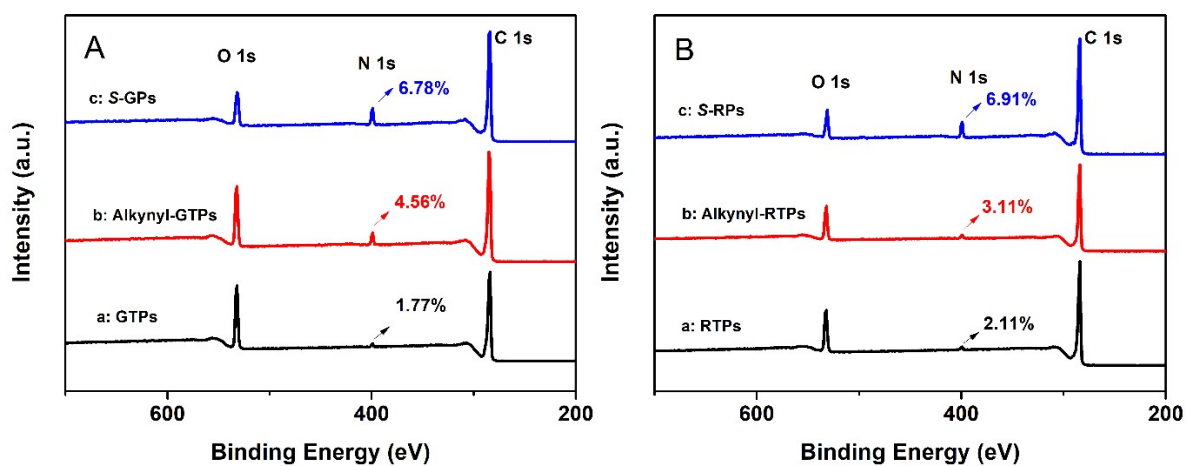 A
C 1s
O 1s
N 1s
c: S-GPs
6.78%
b: Alkynyl-GTPs
4.56%
a: GTPs
1.77%
Intensity (a.u.)
600
400
200
Binding Energy (eV)
B
C 1s
O 1s
N 1s
c: S-RPs
6.91%
b: Alkynyl-RTPs
3.11%
a: RTPs
2.11%
Intensity (a.u.)
600
400
200
Binding Energy (eV)